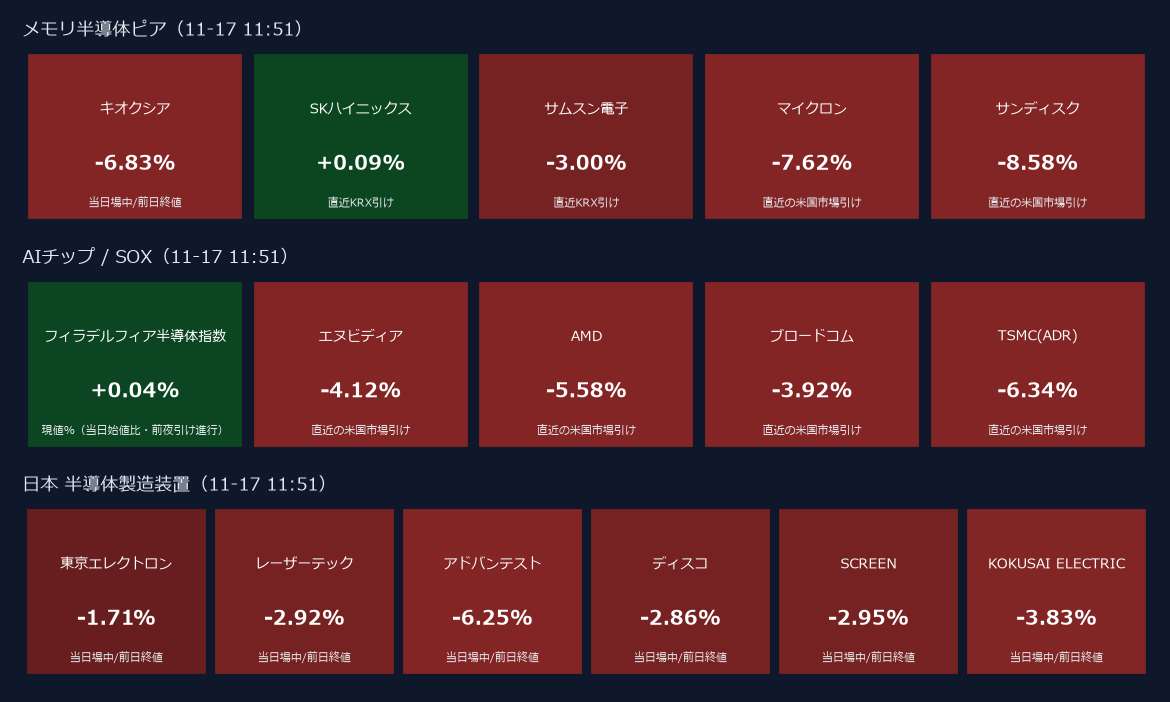 メモリ半導体ピア（11-17 11:51）
キオクシア
-6.83%
当日場中/前日終値
SKハイニックス
+0.09%
直近KRX引け
サムスン電子
-3.00%
直近KRX引け
マイクロン
-7.62%
直近の米国市場引け
サンディスク
-8.58%
直近の米国市場引け
AIチップ / SOX（11-17 11:51）
フィラデルフィア半導体指数
+0.04%
現値%（当日始値比・前夜引け進行）
エヌビディア
-4.12%
直近の米国市場引け
AMD
-5.58%
直近の米国市場引け
ブロードコム
-3.92%
直近の米国市場引け
TSMC(ADR)
-6.34%
直近の米国市場引け
日本 半導体製造装置（11-17 11:51）
東京エレクトロン
-1.71%
当日場中/前日終値
レーザーテック
-2.92%
当日場中/前日終値
アドバンテスト
-6.25%
当日場中/前日終値
ディスコ
-2.86%
当日場中/前日終値
SCREEN
-2.95%
当日場中/前日終値
KOKUSAI ELECTRIC
-3.83%
当日場中/前日終値